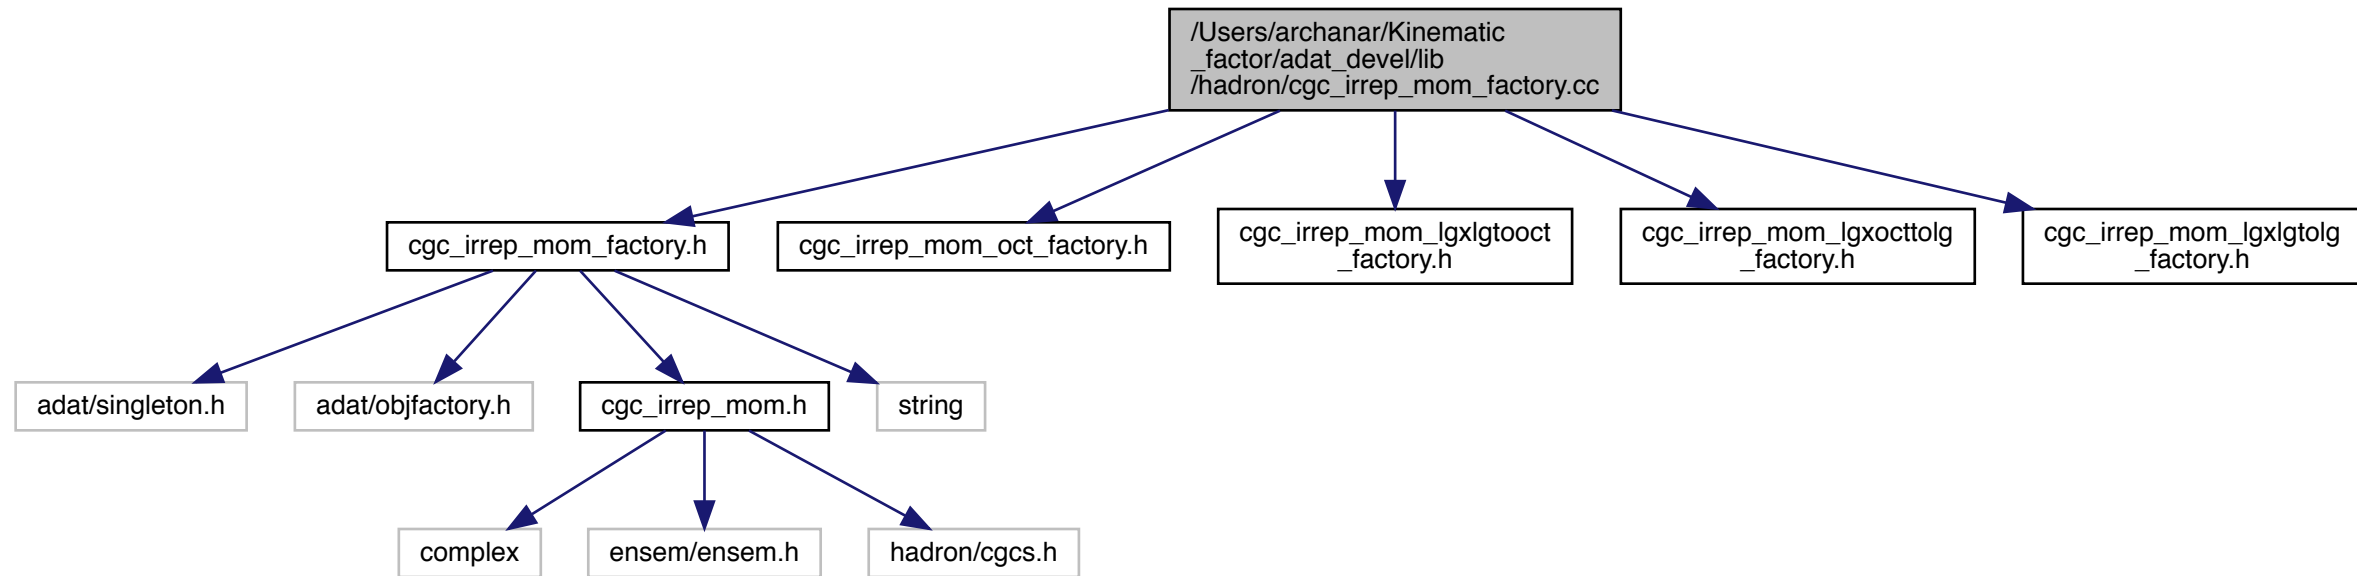 /Users/archanar/Kinematic
_factor/adat_devel/lib
/hadron/cgc_irrep_mom_factory.cc
cgc_irrep_mom_factory.h
cgc_irrep_mom_oct_factory.h
cgc_irrep_mom_lgxlgtooct
_factory.h
cgc_irrep_mom_lgxocttolg
_factory.h
cgc_irrep_mom_lgxlgtolg
_factory.h
adat/singleton.h
adat/objfactory.h
cgc_irrep_mom.h
string
complex
ensem/ensem.h
hadron/cgcs.h